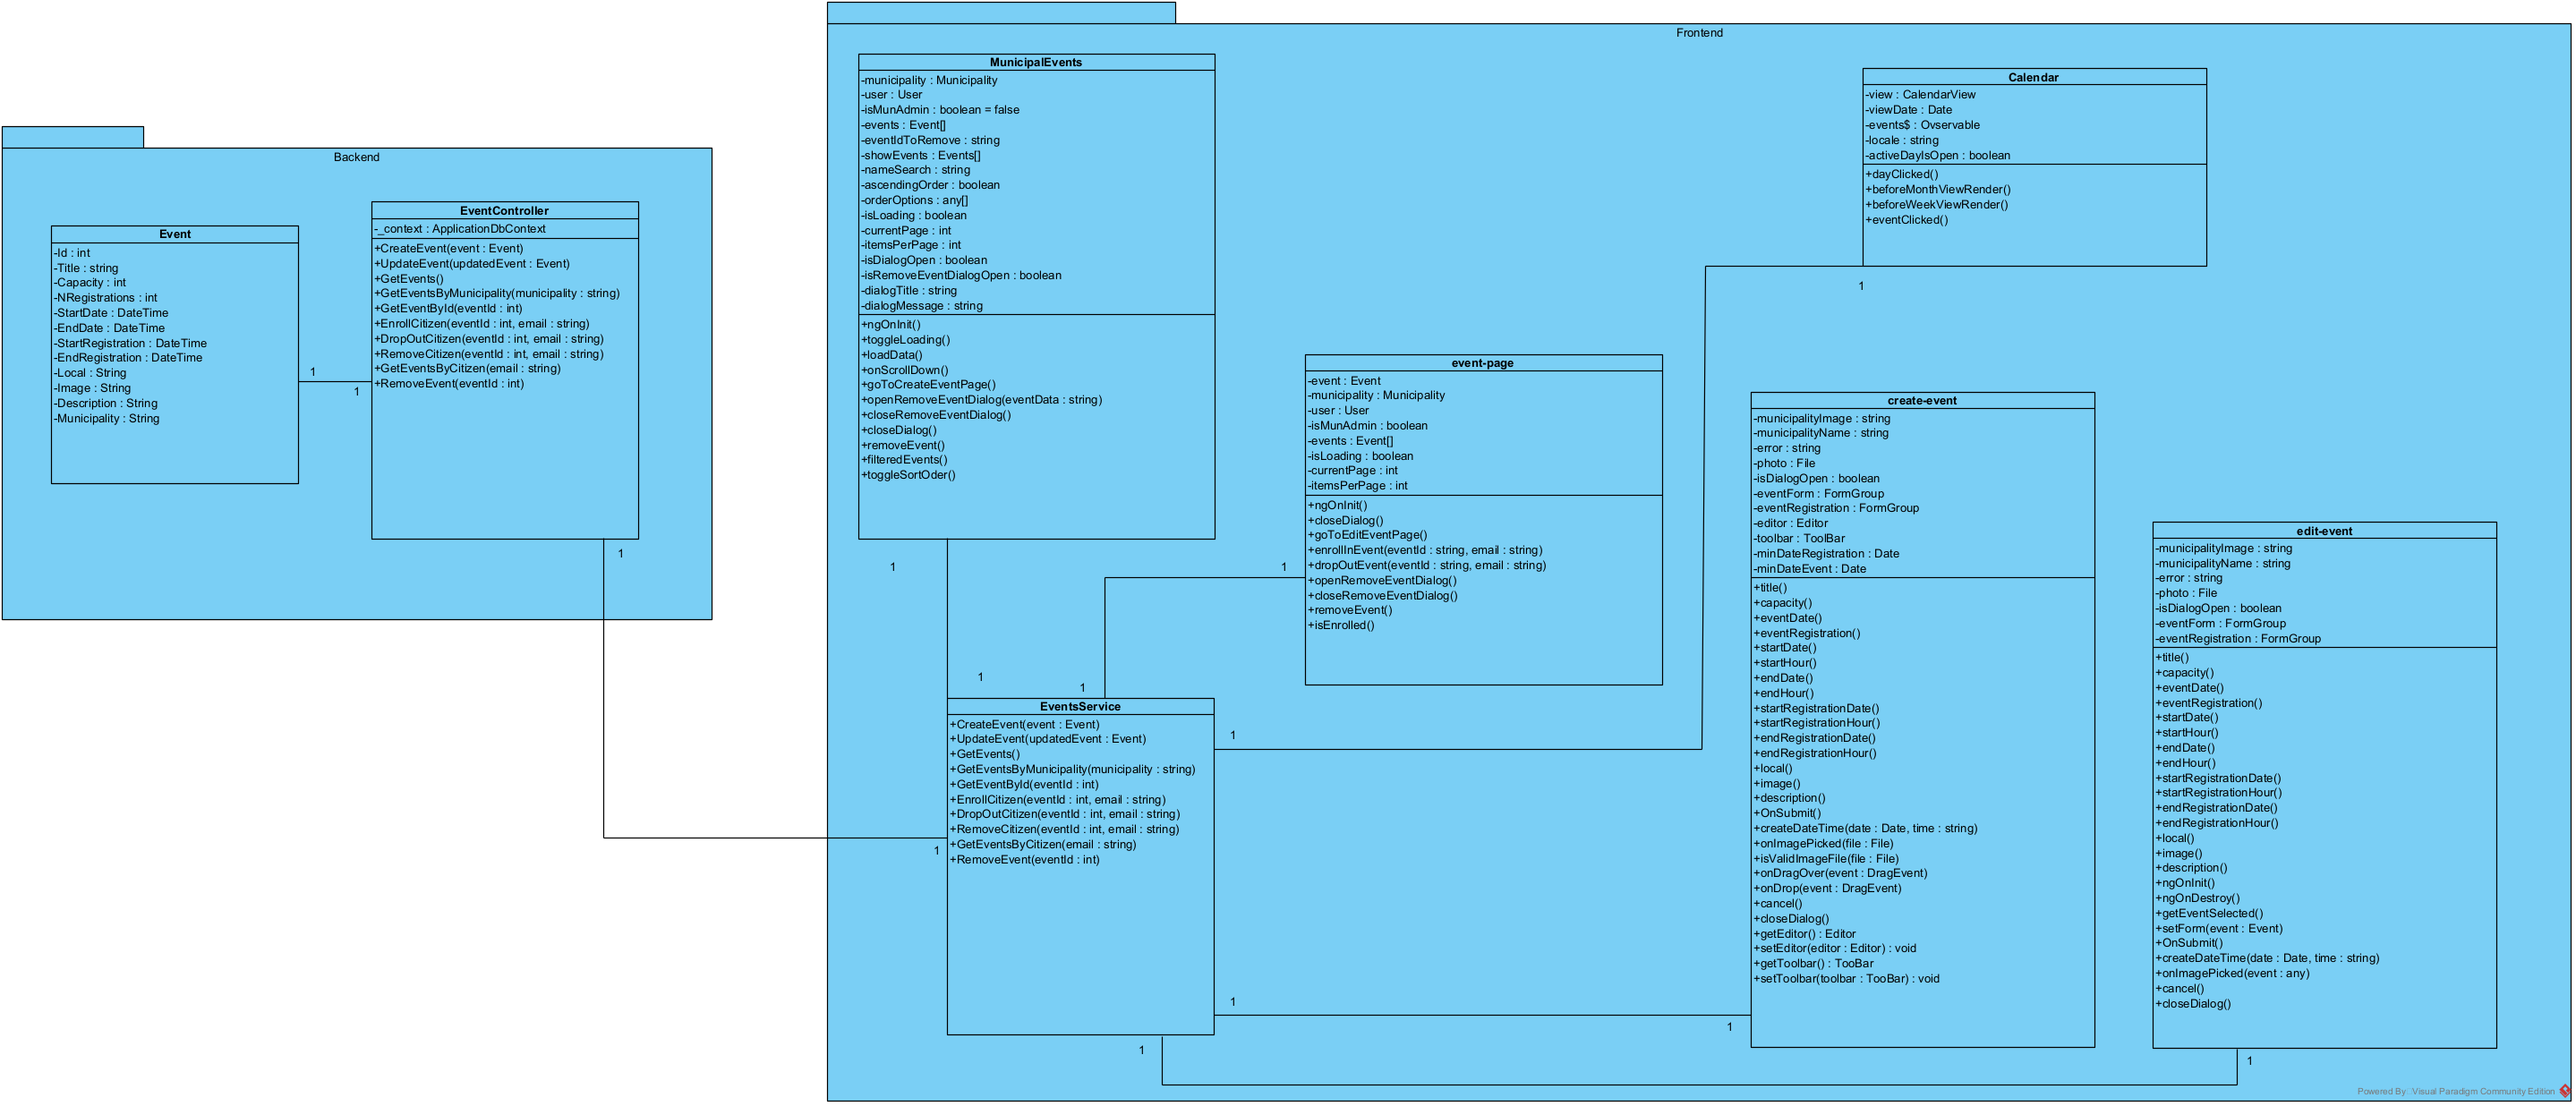 Backend
Event
-Id : int
-Title : string
-Capacity : int
-NRegistrations : int
-StartDate : DateTime
-EndDate : DateTime
-StartRegistration : DateTime
-EndRegistration : DateTime
-Local : String
-Image : String
-Description : String
-Municipality : String
1
1
EventController
-_context : ApplicationDbContext
+CreateEvent(event : Event)
+UpdateEvent(updatedEvent : Event)
+GetEvents()
+GetEventsByMunicipality(municipality : string)
+GetEventById(eventId : int)
+EnrollCitizen(eventId : int, email : string)
+DropOutCitizen(eventId : int, email : string)
+RemoveCitizen(eventId : int, email : string)
+GetEventsByCitizen(email : string)
+RemoveEvent(eventId : int)
1
Frontend
MunicipalEvents
-municipality : Municipality
-user : User
-isMunAdmin : boolean = false
-events : Event[]
-eventIdToRemove : string
-showEvents : Events[]
-nameSearch : string
-ascendingOrder : boolean
-orderOptions : any[]
-isLoading : boolean
-currentPage : int
-itemsPerPage : int
-isDialogOpen : boolean
-isRemoveEventDialogOpen : boolean
-dialogTitle : string
-dialogMessage : string
+ngOnInit()
+toggleLoading()
+loadData()
+onScrollDown()
+goToCreateEventPage()
+openRemoveEventDialog(eventData : string)
+closeRemoveEventDialog()
+closeDialog()
+removeEvent()
+filteredEvents()
+toggleSortOder()
1
1
1
EventsService
+CreateEvent(event : Event)
+UpdateEvent(updatedEvent : Event)
+GetEvents()
+GetEventsByMunicipality(municipality : string)
+GetEventById(eventId : int)
+EnrollCitizen(eventId : int, email : string)
+DropOutCitizen(eventId : int, email : string)
+RemoveCitizen(eventId : int, email : string)
+GetEventsByCitizen(email : string)
+RemoveEvent(eventId : int)
1
1
1
1
event-page
-event : Event
-municipality : Municipality
-user : User
-isMunAdmin : boolean
-events : Event[]
-isLoading : boolean
-currentPage : int
-itemsPerPage : int
+ngOnInit()
+closeDialog()
+goToEditEventPage()
+enrollInEvent(eventId : string, email : string)
+dropOutEvent(eventId : string, email : string)
+openRemoveEventDialog()
+closeRemoveEventDialog()
+removeEvent()
+isEnrolled()
1
Calendar
-view : CalendarView
-viewDate : Date
-events$ : Ovservable
-locale : string
-activeDayIsOpen : boolean
+dayClicked()
+beforeMonthViewRender()
+beforeWeekViewRender()
+eventClicked()
1
create-event
-municipalityImage : string
-municipalityName : string
-error : string
-photo : File
-isDialogOpen : boolean
-eventForm : FormGroup
-eventRegistration : FormGroup
-editor : Editor
-toolbar : ToolBar
-minDateRegistration : Date
-minDateEvent : Date
+title()
+capacity()
+eventDate()
+eventRegistration()
+startDate()
+startHour()
+endDate()
+endHour()
+startRegistrationDate()
+startRegistrationHour()
+endRegistrationDate()
+endRegistrationHour()
+local()
+image()
+description()
+OnSubmit()
+createDateTime(date : Date, time : string)
+onImagePicked(file : File)
+isValidImageFile(file : File)
+onDragOver(event : DragEvent)
+onDrop(event : DragEvent)
+cancel()
+closeDialog()
+getEditor() : Editor
+setEditor(editor : Editor) : void
+getToolbar() : TooBar
+setToolbar(toolbar : TooBar) : void
1
edit-event
-municipalityImage : string
-municipalityName : string
-error : string
-photo : File
-isDialogOpen : boolean
-eventForm : FormGroup
-eventRegistration : FormGroup
+title()
+capacity()
+eventDate()
+eventRegistration()
+startDate()
+startHour()
+endDate()
+endHour()
+startRegistrationDate()
+startRegistrationHour()
+endRegistrationDate()
+endRegistrationHour()
+local()
+image()
+description()
+ngOnInit()
+ngOnDestroy()
+getEventSelected()
+setForm(event : Event)
+OnSubmit()
+createDateTime(date : Date, time : string)
+onImagePicked(event : any)
+cancel()
+closeDialog()
1
Powered By: Visual Paradigm Community Edition